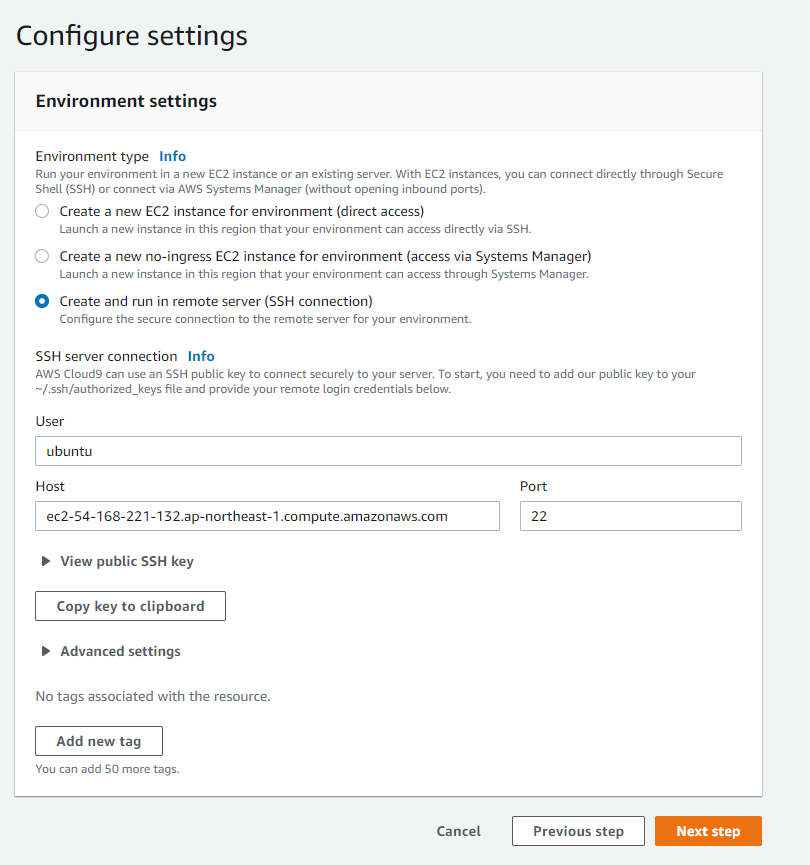 Configure settings
Environment settings
Environment type Info
Run your environment in a new EC2 instance or an existing server. With EC2 instances, you can connect directly through Secure
Shell (SSH) or connect via AWS Systems Manager (without opening inbound ports).
Create a new EC2 instance for environment (direct access)
Launch a new instance in this region that your environment can access directly via SSH.
Create a new no-ingress EC2 instance for environment (access via Systems Manager)
Launch a new instance in this region that your environment can access through Systems Manager.
Create and run in remote server (SSH connection)
Configure the secure connection to the remote server for your environment.
SSH server connection Info
AWS Cloud9 can use an SSH public key to connect securely to your server. To start, you need to add our public key to your
~/.ssh/authorized_keys file and provide your remote login credentials below.
User
ubuntu
Host Port
ec2-54-168-221-132.ap-northeast-1.compute.amazonaws.com 22
View public SSH key
Copy key to clipboard
Advanced settings
No tags associated with the resource.
Add new tag
You can add 50 more tags.
Cancel Previous step Next step